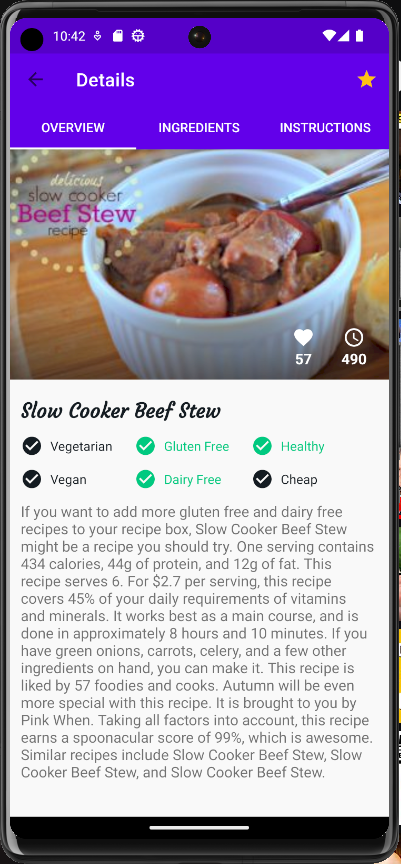 10:42
Details
OVERVIEW INGREDIENTS INSTRUCTIONS
delicious
slow cooker
Beef Stew
recipe
57 490
Slow Cooker Beef Stew
Vegetarian Gluten Free Healthy
Vegan Dairy Free Cheap
If you want to add more gluten free and dairy free
recipes to your recipe box, Slow Cooker Beef Stew
might be a recipe you should try. One serving contains
434 calories, 44g of protein, and 12g of fat. This
recipe serves 6. For $2.7 per serving, this recipe
covers 45% of your daily requirements of vitamins
and minerals. It works best as a main course, and is
done in approximately 8 hours and 10 minutes. If you
have green onions, carrots, celery, and a few other
ingredients on hand, you can make it. This recipe is
liked by 57 foodies and cooks. Autumn will be even
more special with this recipe. It is brought to you by
Pink When. Taking all factors into account, this recipe
earns a spoonacular score of 99%, which is awesome.
Similar recipes include Slow Cooker Beef Stew, Slow
Cooker Beef Stew, and Slow Cooker Beef Stew.